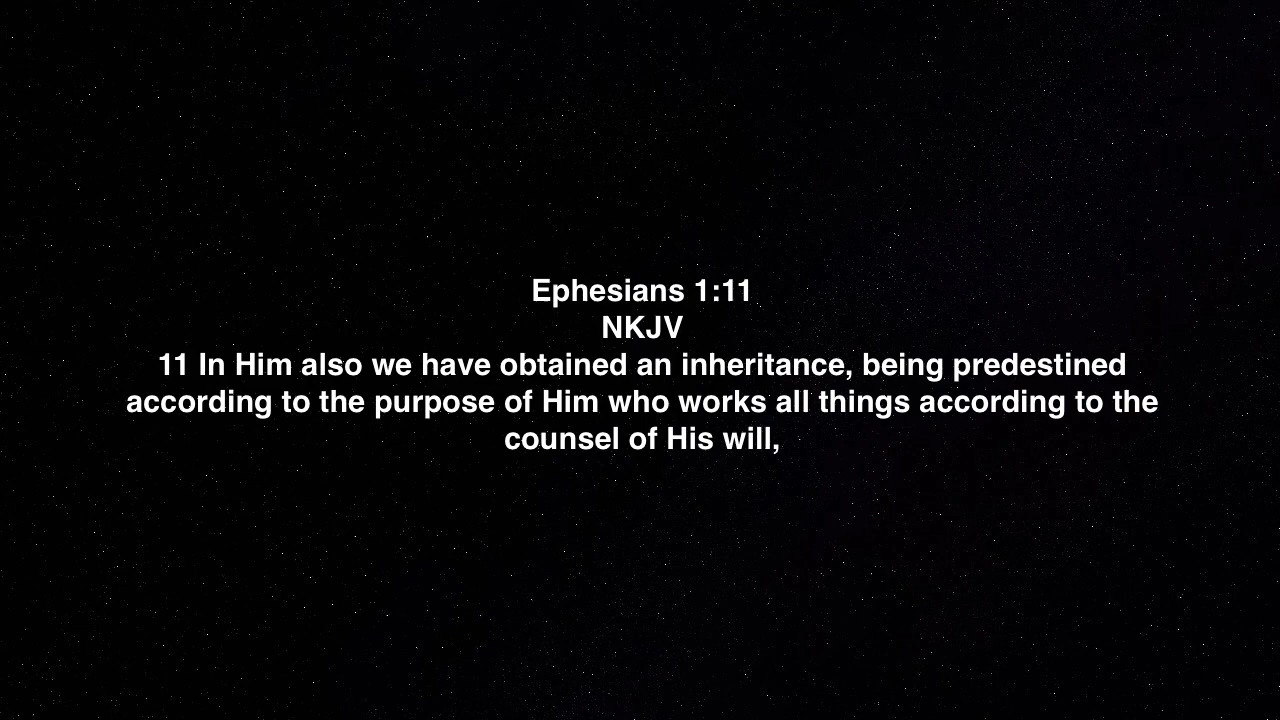 Ephesians 1:11
NKJV
11 In Him also we have obtained an inheritance, being predestined
according to the purpose of Him who works all things according to the
counsel of His will,